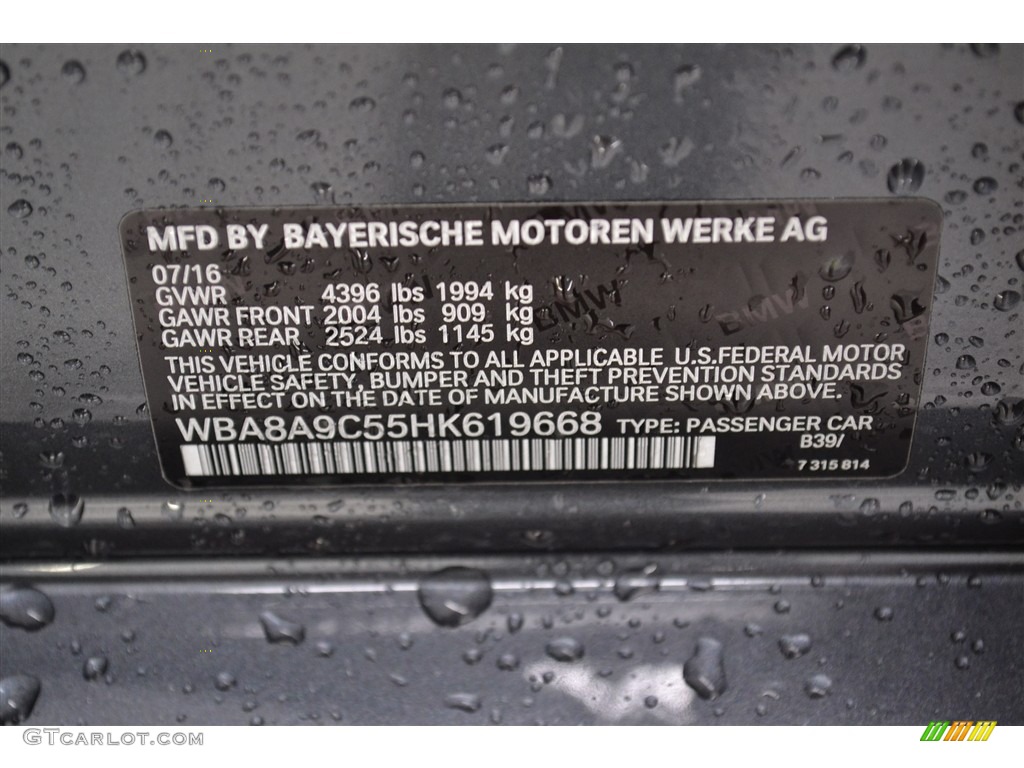 MFD BY BAYERISCHE MOTOREN WERKE AG
07/16
GVWR 4396 lbs 1994 kg
GAWR FRONT 2004 lbs 909 kg
GAWR REAR 2524 lbs 1145 kg
THIS VEHICLE CONFORMS TO ALL APPLICABLE U.S.FEDERAL MOTOR
VEHICLE SAFETY, BUMPER AND THEFT PREVENTION STANDARDS
IN EFFECT ON THE DATE OF MANUFACTURE SHOWN ABOVE.
WBA8A9C55HK619668 TYPE: PASSENGER CAR
B39/
7 315 814
BMW
BMW
GTCarlot.com